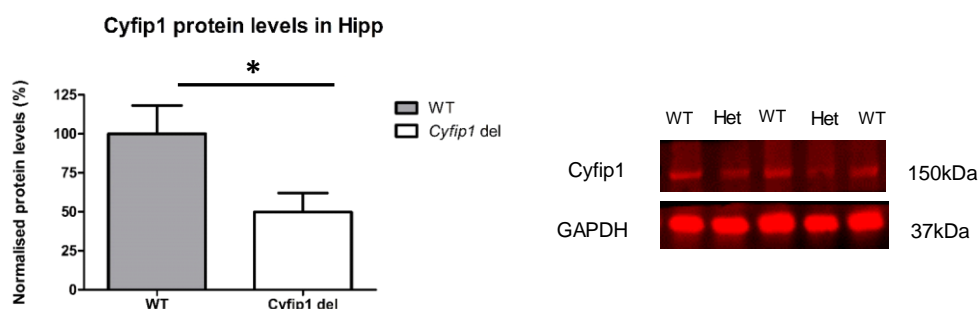 Cyfip1 protein levels in Hipp
*
Normalised protein levels (%)
125
100
75
50
25
0
WT
Cyfip1 del
WT
Cyfip1 del
WT Het WT Het WT
Cyfip1 150kDa
GAPDH 37kDa